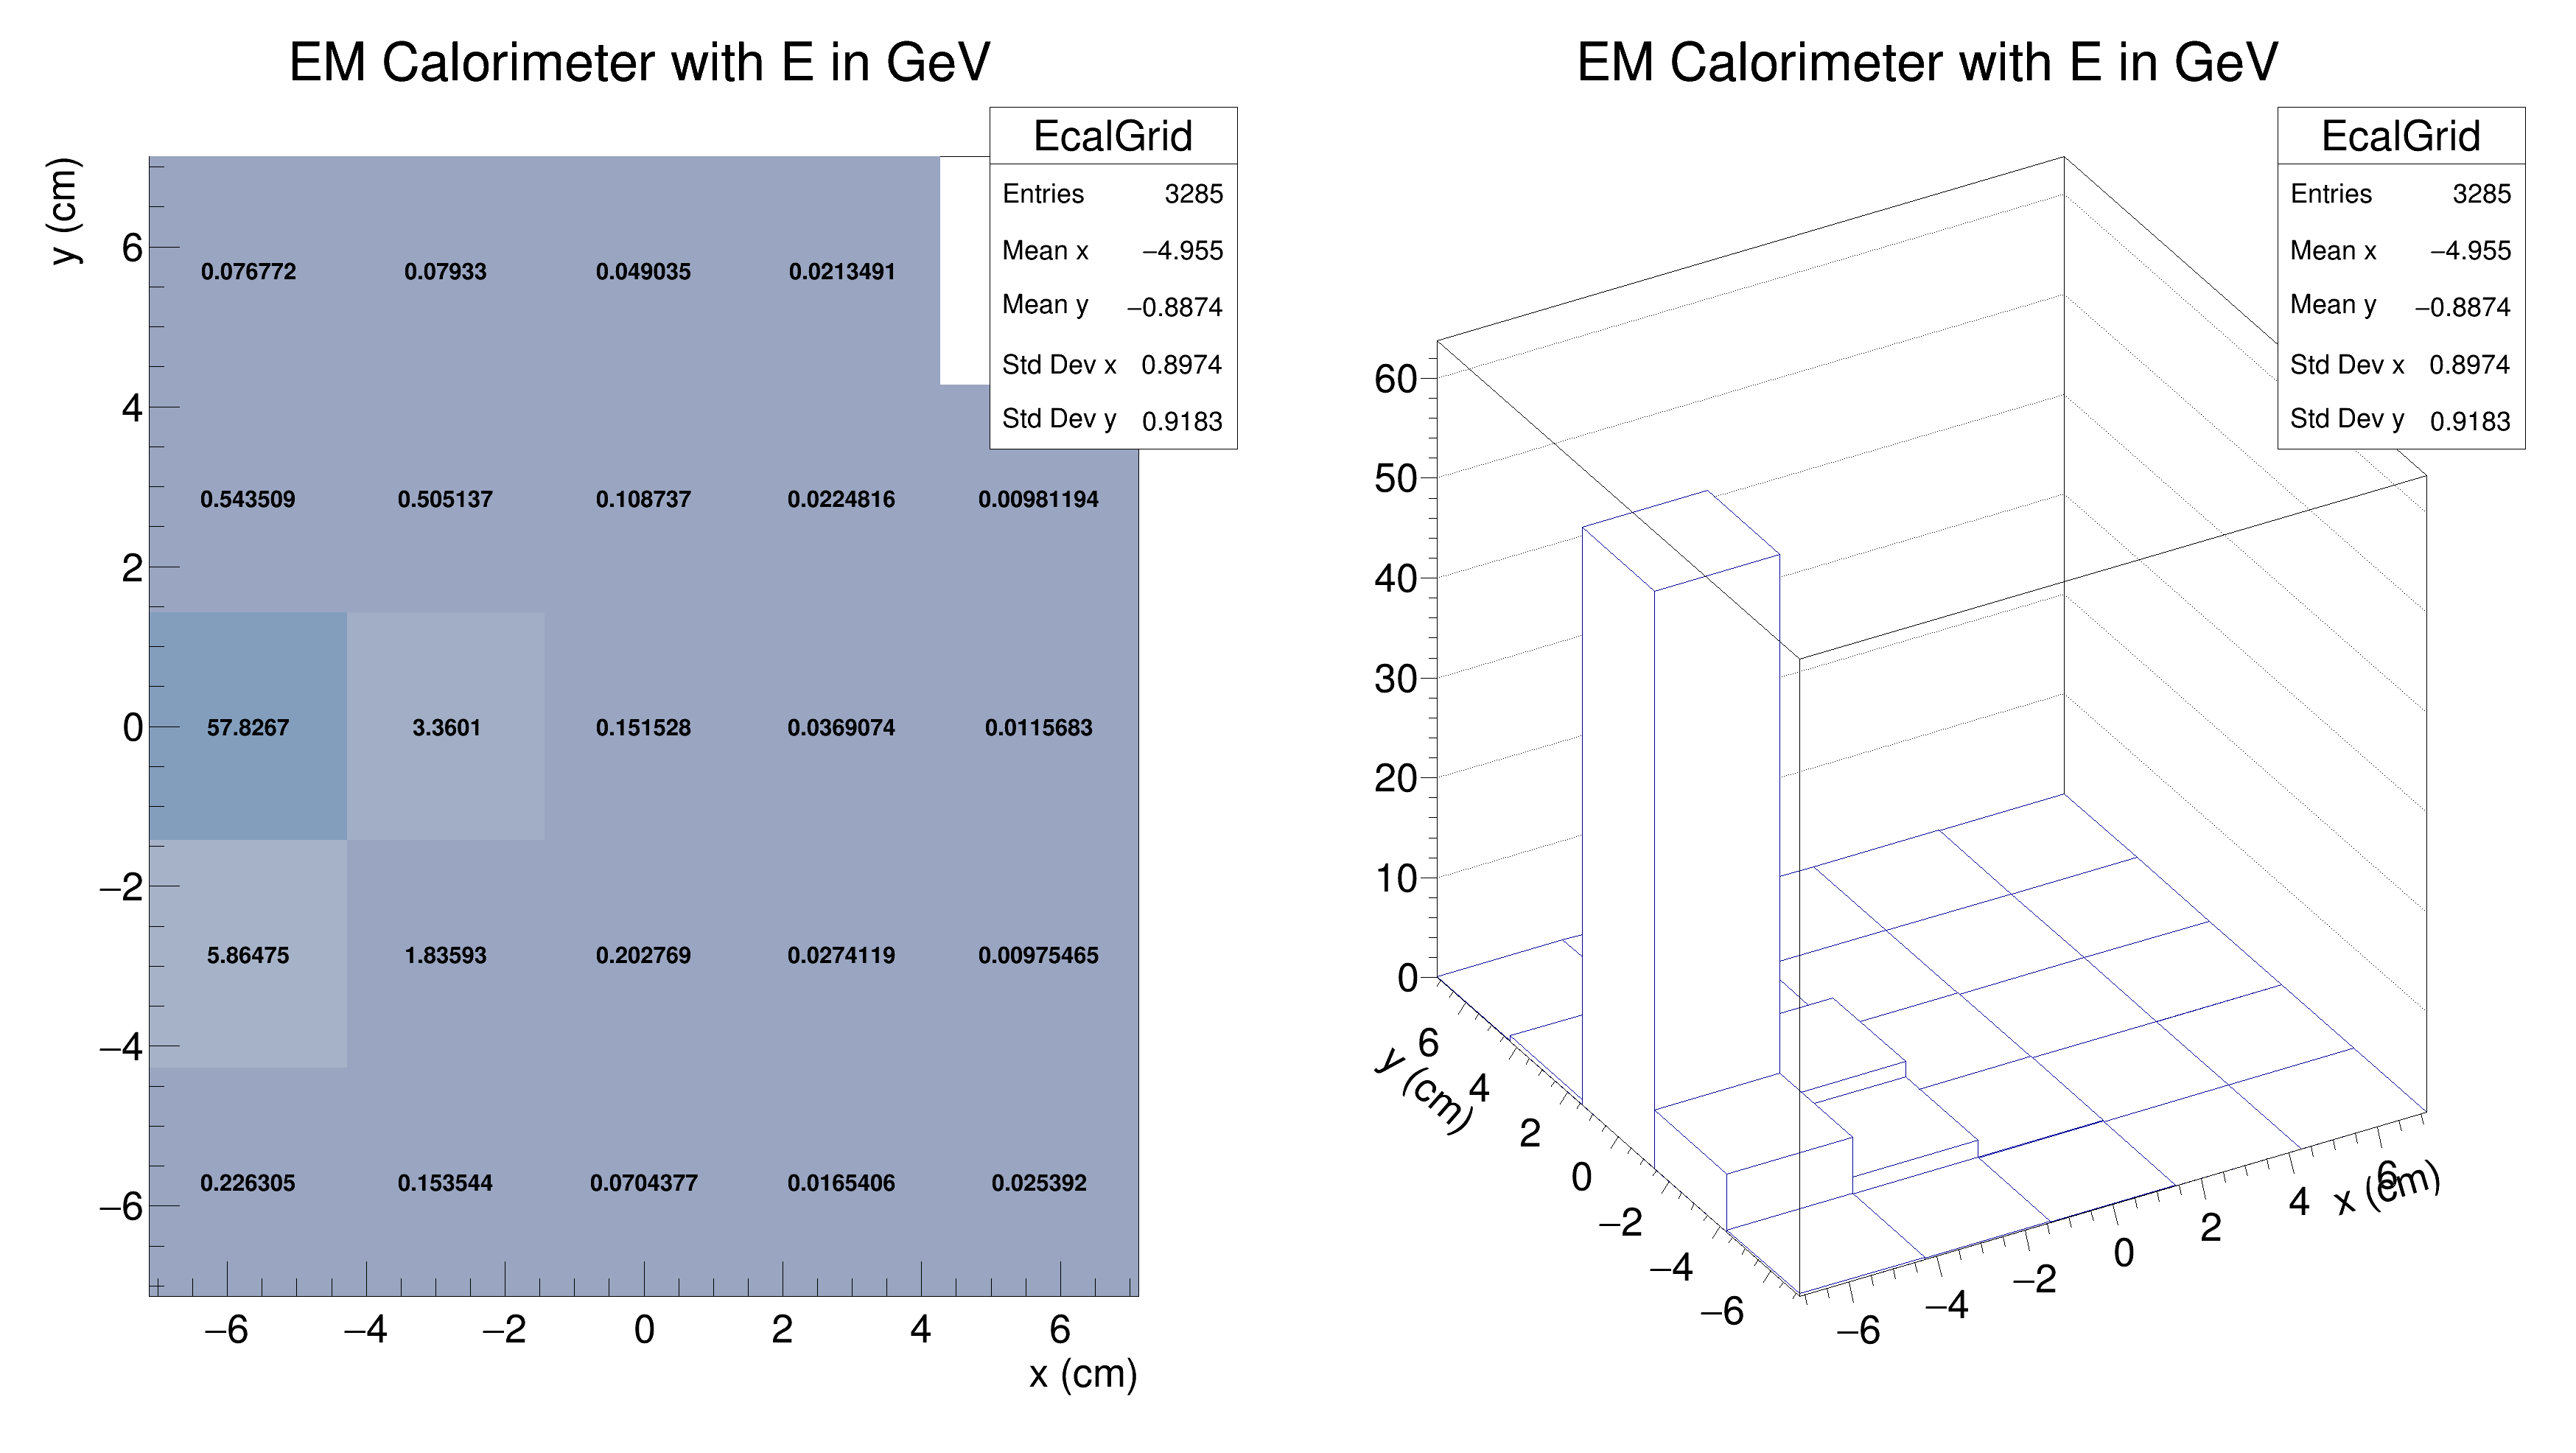 EM Calorimeter with E in GeV
EcalGrid
Entries 3285
Mean x −4.955
Mean y −0.8874
Std Dev x 0.8974
Std Dev y 0.9183
y (cm)
6
4
2
0
−2
−4
−6
0.076772 0.07933 0.049035 0.0213491
0.543509 0.505137 0.108737 0.0224816 0.00981194
57.8267 3.3601 0.151528 0.0369074 0.0115683
5.86475 1.83593 0.202769 0.0274119 0.00975465
0.226305 0.153544 0.0704377 0.0165406 0.025392
−6 −4 −2 0 2 4 6
x (cm)
EM Calorimeter with E in GeV
EcalGrid
Entries 3285
Mean x −4.955
Mean y −0.8874
Std Dev x 0.8974
Std Dev y 0.9183
60
50
40
30
20
10
0
y (cm)
6
4
2
0
−2
−4
−6
−6 −4 −2 0 2 4 6
x (cm)